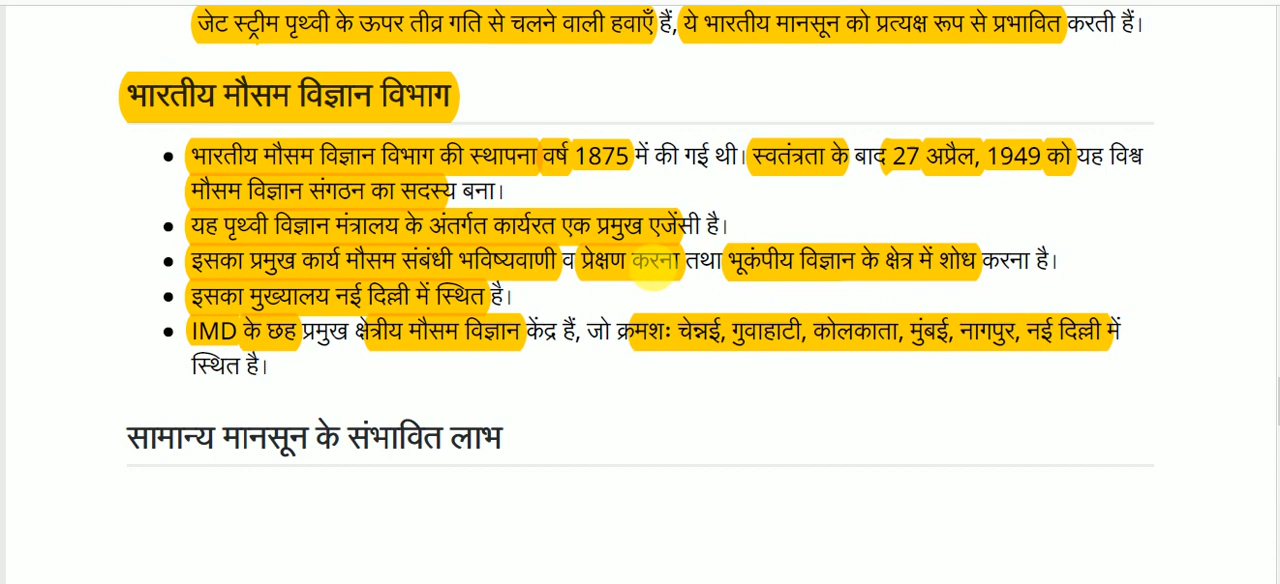 जेट स्ट्रीम पृथ्वी के ऊपर तीव्र गति से चलने वाली हवाएँ हैं, ये भारतीय मानसून को प्रत्यक्ष रूप से प्रभावित करती हैं।
भारतीय मौसम विज्ञान विभाग
• भारतीय मौसम विज्ञान विभाग की स्थापना वर्ष 1875 में की गई थी। स्वतंत्रता के बाद 27 अप्रैल, 1949 को यह विश्व
मौसम विज्ञान संगठन का सदस्य बना।
• यह पृथ्वी विज्ञान मंत्रालय के अंतर्गत कार्यरत एक प्रमुख एजेंसी है।
• इसका प्रमुख कार्य मौसम संबंधी भविष्यवाणी व प्रेक्षण करना तथा भूकंपीय विज्ञान के क्षेत्र में शोध करना है।
• इसका मुख्यालय नई दिल्ली में स्थित है।
• IMD के छह प्रमुख क्षेत्रीय मौसम विज्ञान केंद्र हैं, जो क्रमशः चेन्नई, गुवाहाटी, कोलकाता, मुंबई, नागपुर, नई दिल्ली में
स्थित है।
सामान्य मानसून के संभावित लाभ